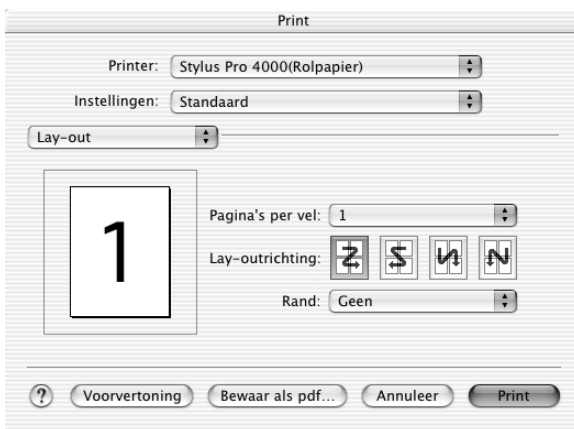 Print
Printer: Stylus Pro 4000(Rolpapier)
Instellingen: Standaard
Lay-out
1
Pagina's per vel: 1
Lay-outrichting:
Rand: Geen
? Voorvertoning Bewaar als pdf... Annuleer Print